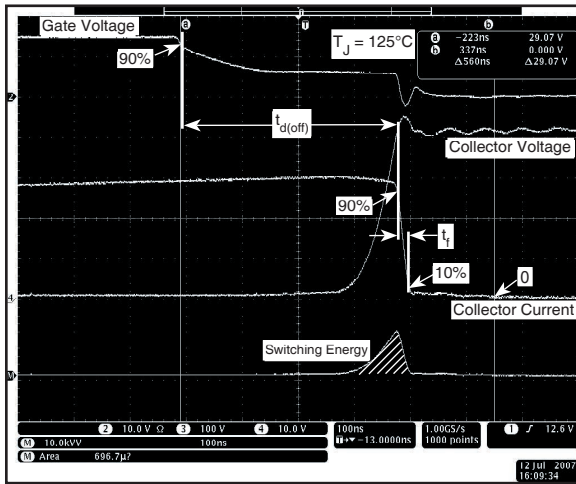 Gate Voltage
90%
T_J = 125°C
T
a
b
a -223ns 29.07 V
b 337ns 0.000 V
Δ560ns Δ29.07 V
2
t_d(off)
Collector Voltage
90%
t_f
10%
0
4
Collector Current
Switching Energy
M
2 10.0 V Ω 3 100 V 4 10.0 V
100ns
1.00GS/s
1 ∫ 12.6 V
M 10.0kVV 100ns
T→▼-13.0000ns
1000 points
M Area 696.7µ?
12 Jul 2007
16:09:34